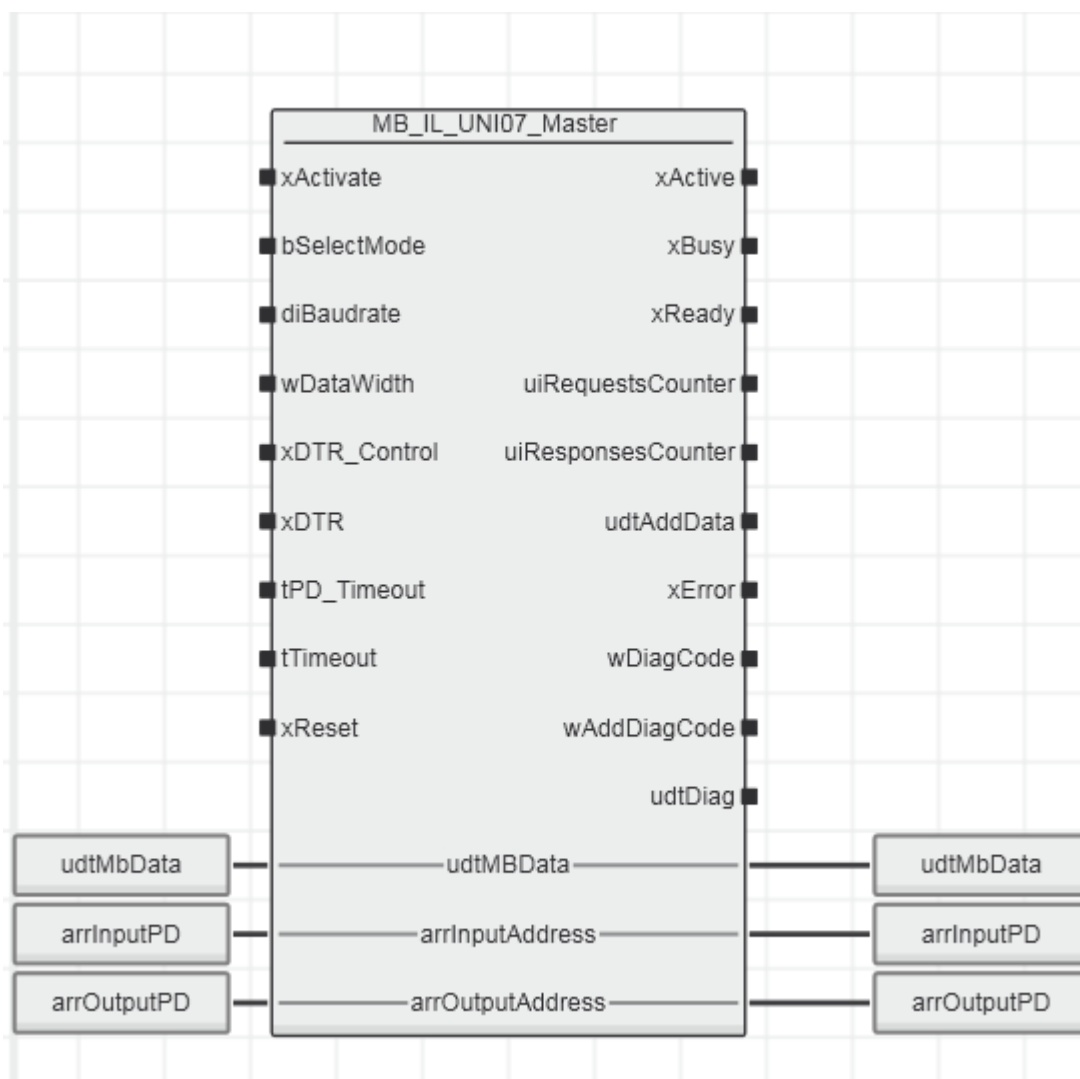 MB_IL_UNI07_Master
xActivate xActive
bSelectMode xBusy
diBaudrate xReady
wDataWidth uiRequestsCounter
xDTR_Control uiResponsesCounter
xDTR udtAddData
tPD_Timeout xError
tTimeout wDiagCode
xReset wAddDiagCode
udtDiag
udtMbData udtMBData udtMbData
arrInputPD arrInputAddress arrInputPD
arrOutputPD arrOutputAddress arrOutputPD